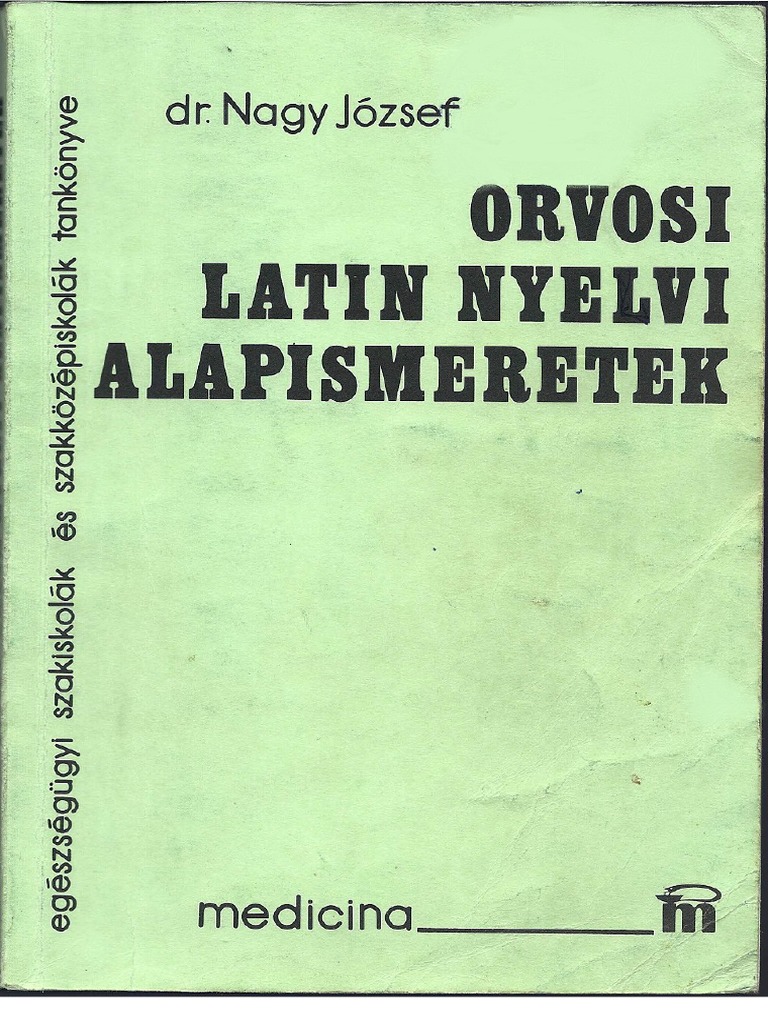 dr. Nagy József
ORVOSI
LATIN NYELVI
ALAPISMERETEK
egészségügyi szakiskolák és szakközépiskolák tankönyve
medicina
m